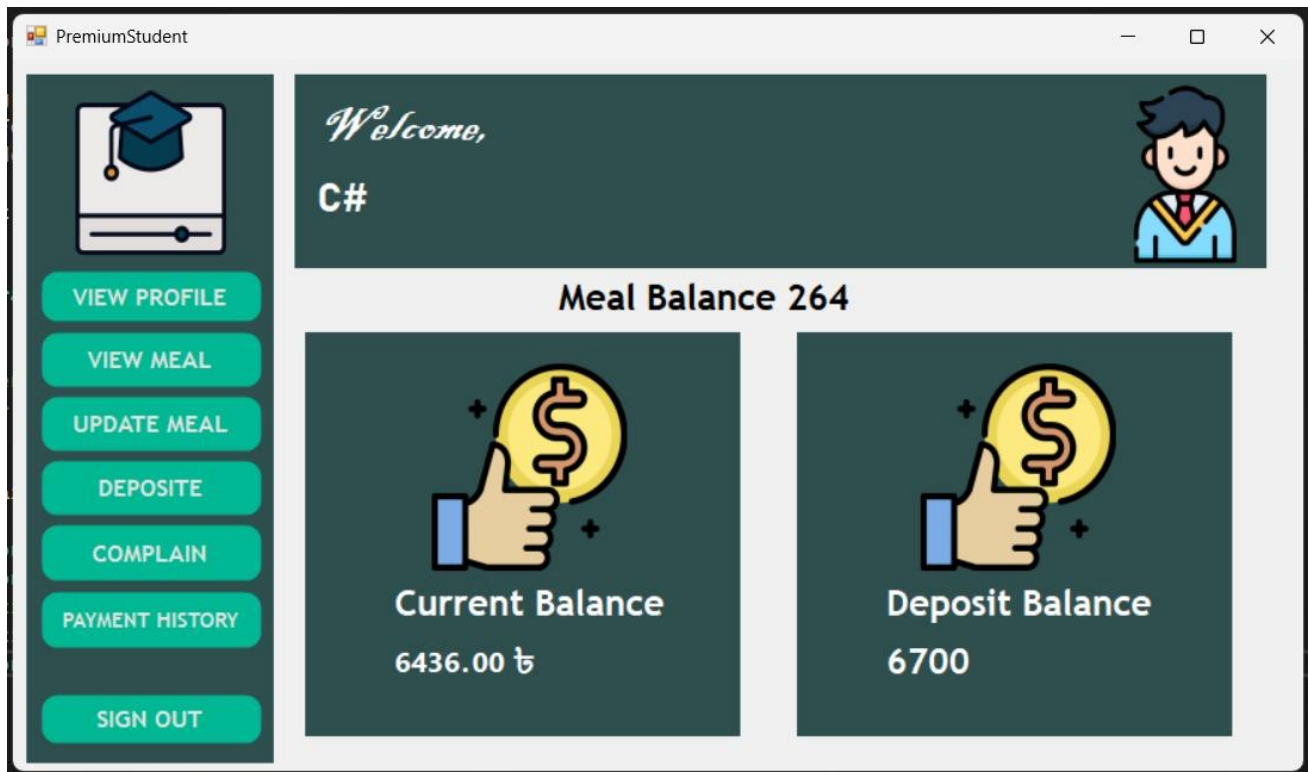 PremiumStudent
Welcome,
C#
VIEW PROFILE
VIEW MEAL
UPDATE MEAL
DEPOSITE
COMPLAIN
PAYMENT HISTORY
SIGN OUT
Meal Balance 264
Current Balance
6436.00 ৳
Deposit Balance
6700